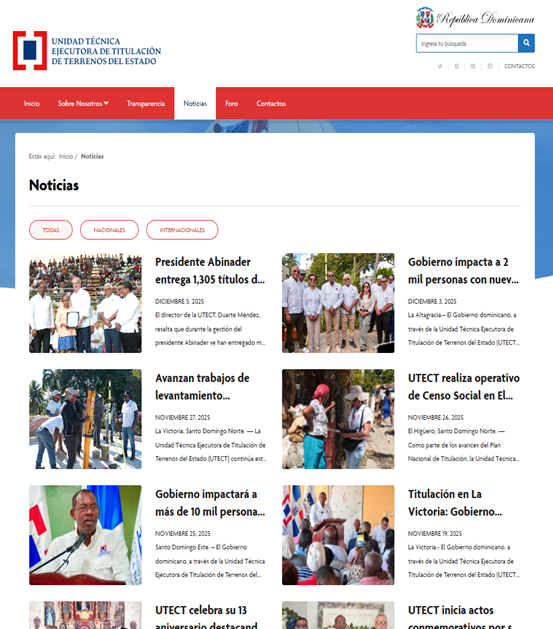 República Dominicana
UNIDAD TÉCNICA
EJECUTORA DE TITULACIÓN
DE TERRENOS DEL ESTADO
Ingresa tu búsqueda
CONTACTOS
Inicio
Sobre Nosotros
Transparencia
Noticias
Foro
Contactos
Estás aquí: Inicio / Noticias
Noticias
TODAS
NACIONALES
INTERNACIONALES
Presidente Abinader
entrega 1,305 títulos d...
DICIEMBRE 5, 2025
El director de la UTECT, Duarte Méndez,
resalta que durante la gestión del
presidente Abinader se han entregado m...
Gobierno impacta a 2
mil personas con nuev...
DICIEMBRE 3, 2025
La Altagracia.– El Gobierno dominicano, a
través de la Unidad Técnica Ejecutora de
Titulación de Terrenos del Estado (UTECT...
Avanzan trabajos de
levantamiento...
NOVIEMBRE 27, 2025
La Victoria, Santo Domingo Norte. — La
Unidad Técnica Ejecutora de Titulación de
Terrenos del Estado (UTECT) continúa est...
UTECT realiza operativo
de Censo Social en El...
NOVIEMBRE 26, 2025
El Higüero, Santo Domingo Norte. —
Como parte de los avances del Plan
Nacional de Titulación, la Unidad Técnica...
Gobierno impactará a
más de 10 mil persona...
NOVIEMBRE 25, 2025
Santo Domingo Este. – El Gobierno
dominicano, a través de la Unidad Técnica
Ejecutora de Titulación de Terrenos del...
Titulación en La
Victoria: Gobierno...
NOVIEMBRE 19, 2025
La Victoria.- El Gobierno dominicano, a
través de la Unidad Técnica Ejecutora de
Titulación de Terrenos del Estado (UTECT...
UTECT celebra su 13
aniversario destacand
UTECT inicia actos
conmemorativos por s